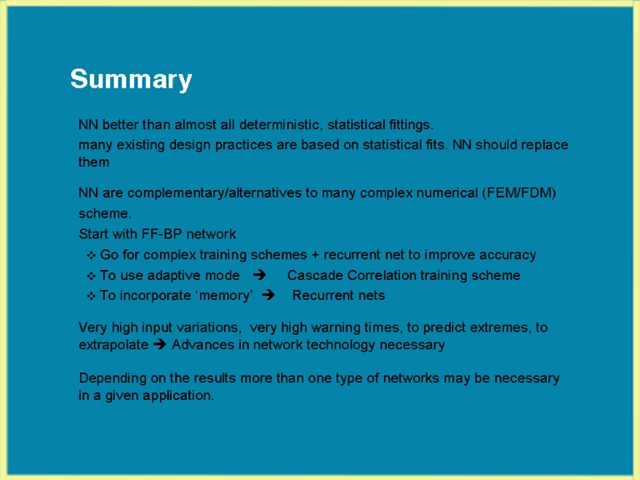 Summary
NN better than almost all deterministic, statistical fittings.
many existing design practices are based on statistical fits. NN should replace
them
NN are complementary/alternatives to many complex numerical (FEM/FDM)
scheme.
Start with FF-BP network
❖ Go for complex training schemes + recurrent net to improve accuracy
❖ To use adaptive mode ➔ Cascade Correlation training scheme
❖ To incorporate ‘memory’ ➔ Recurrent nets
Very high input variations, very high warning times, to predict extremes, to
extrapolate ➔ Advances in network technology necessary
Depending on the results more than one type of networks may be necessary
in a given application.